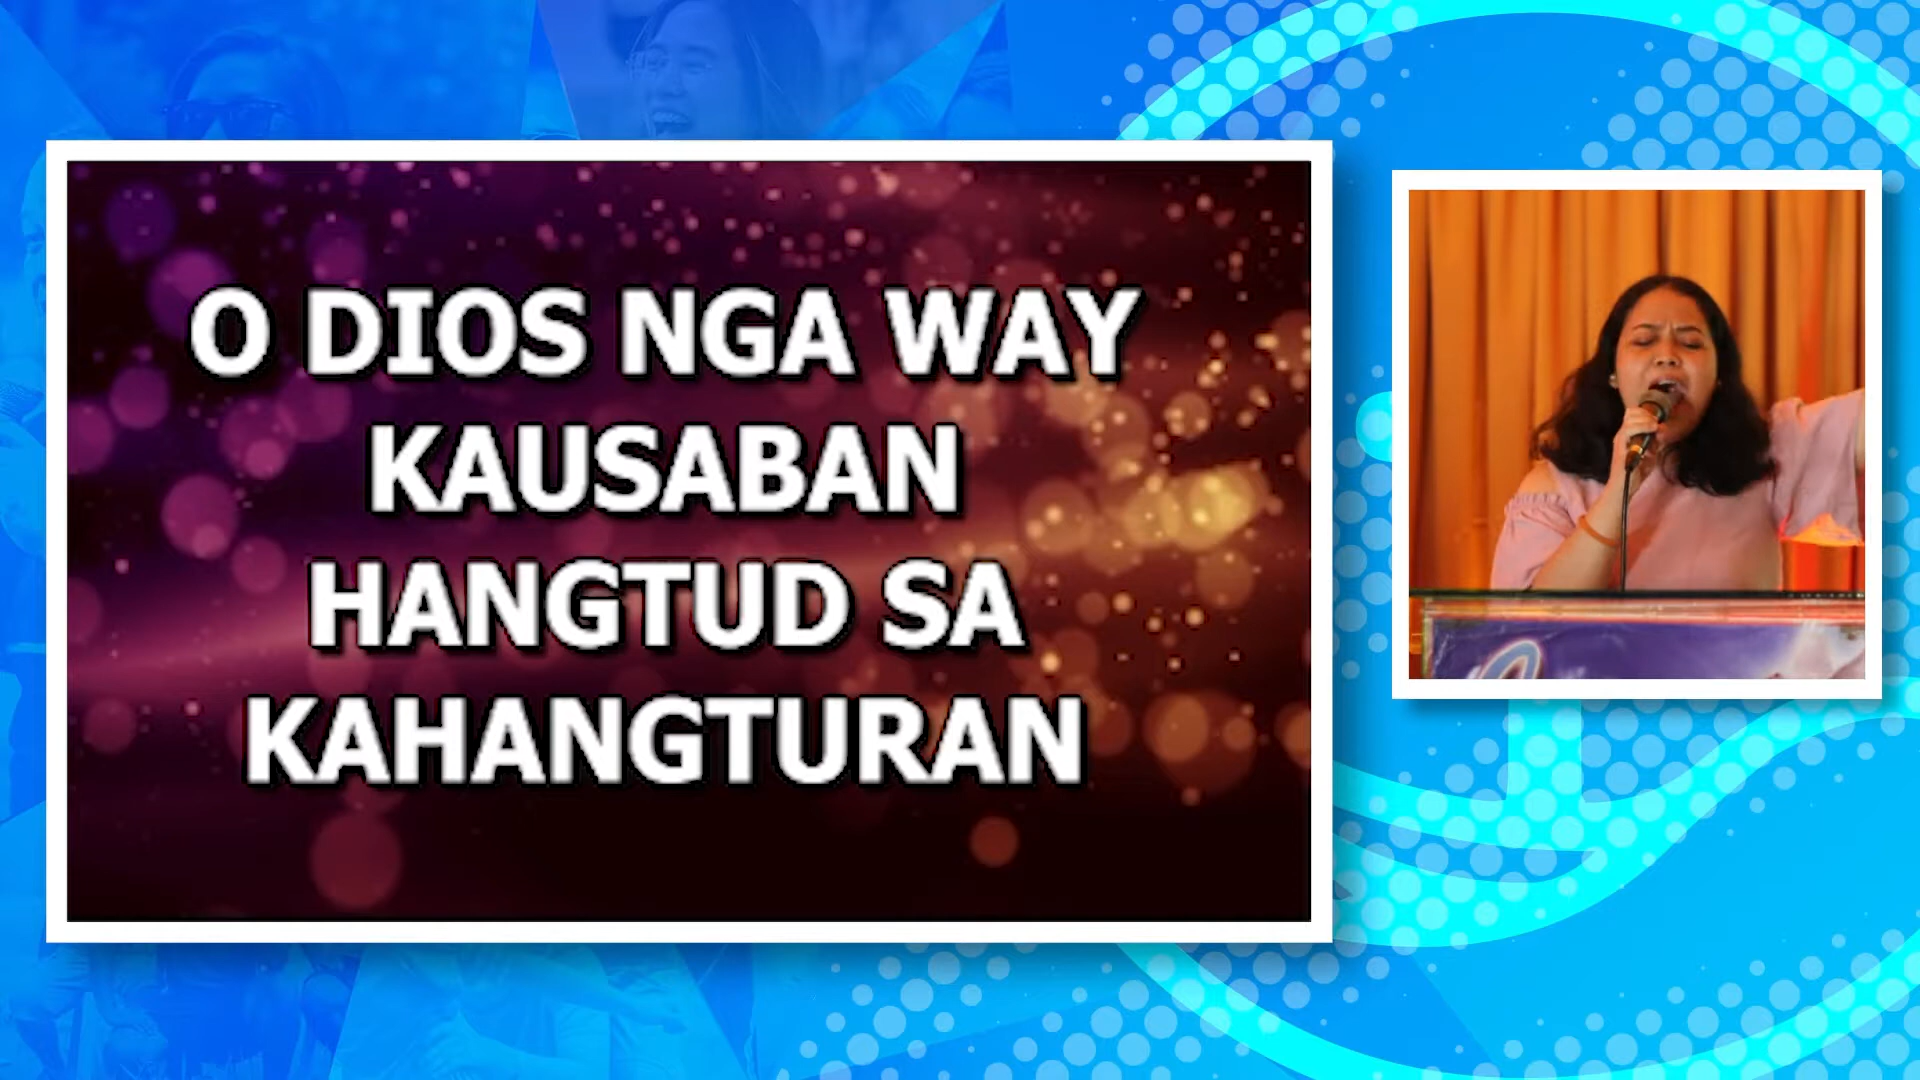 O DIOS NGA WAY
KAUSABAN
HANGTUD SA
KAHANGTURAN